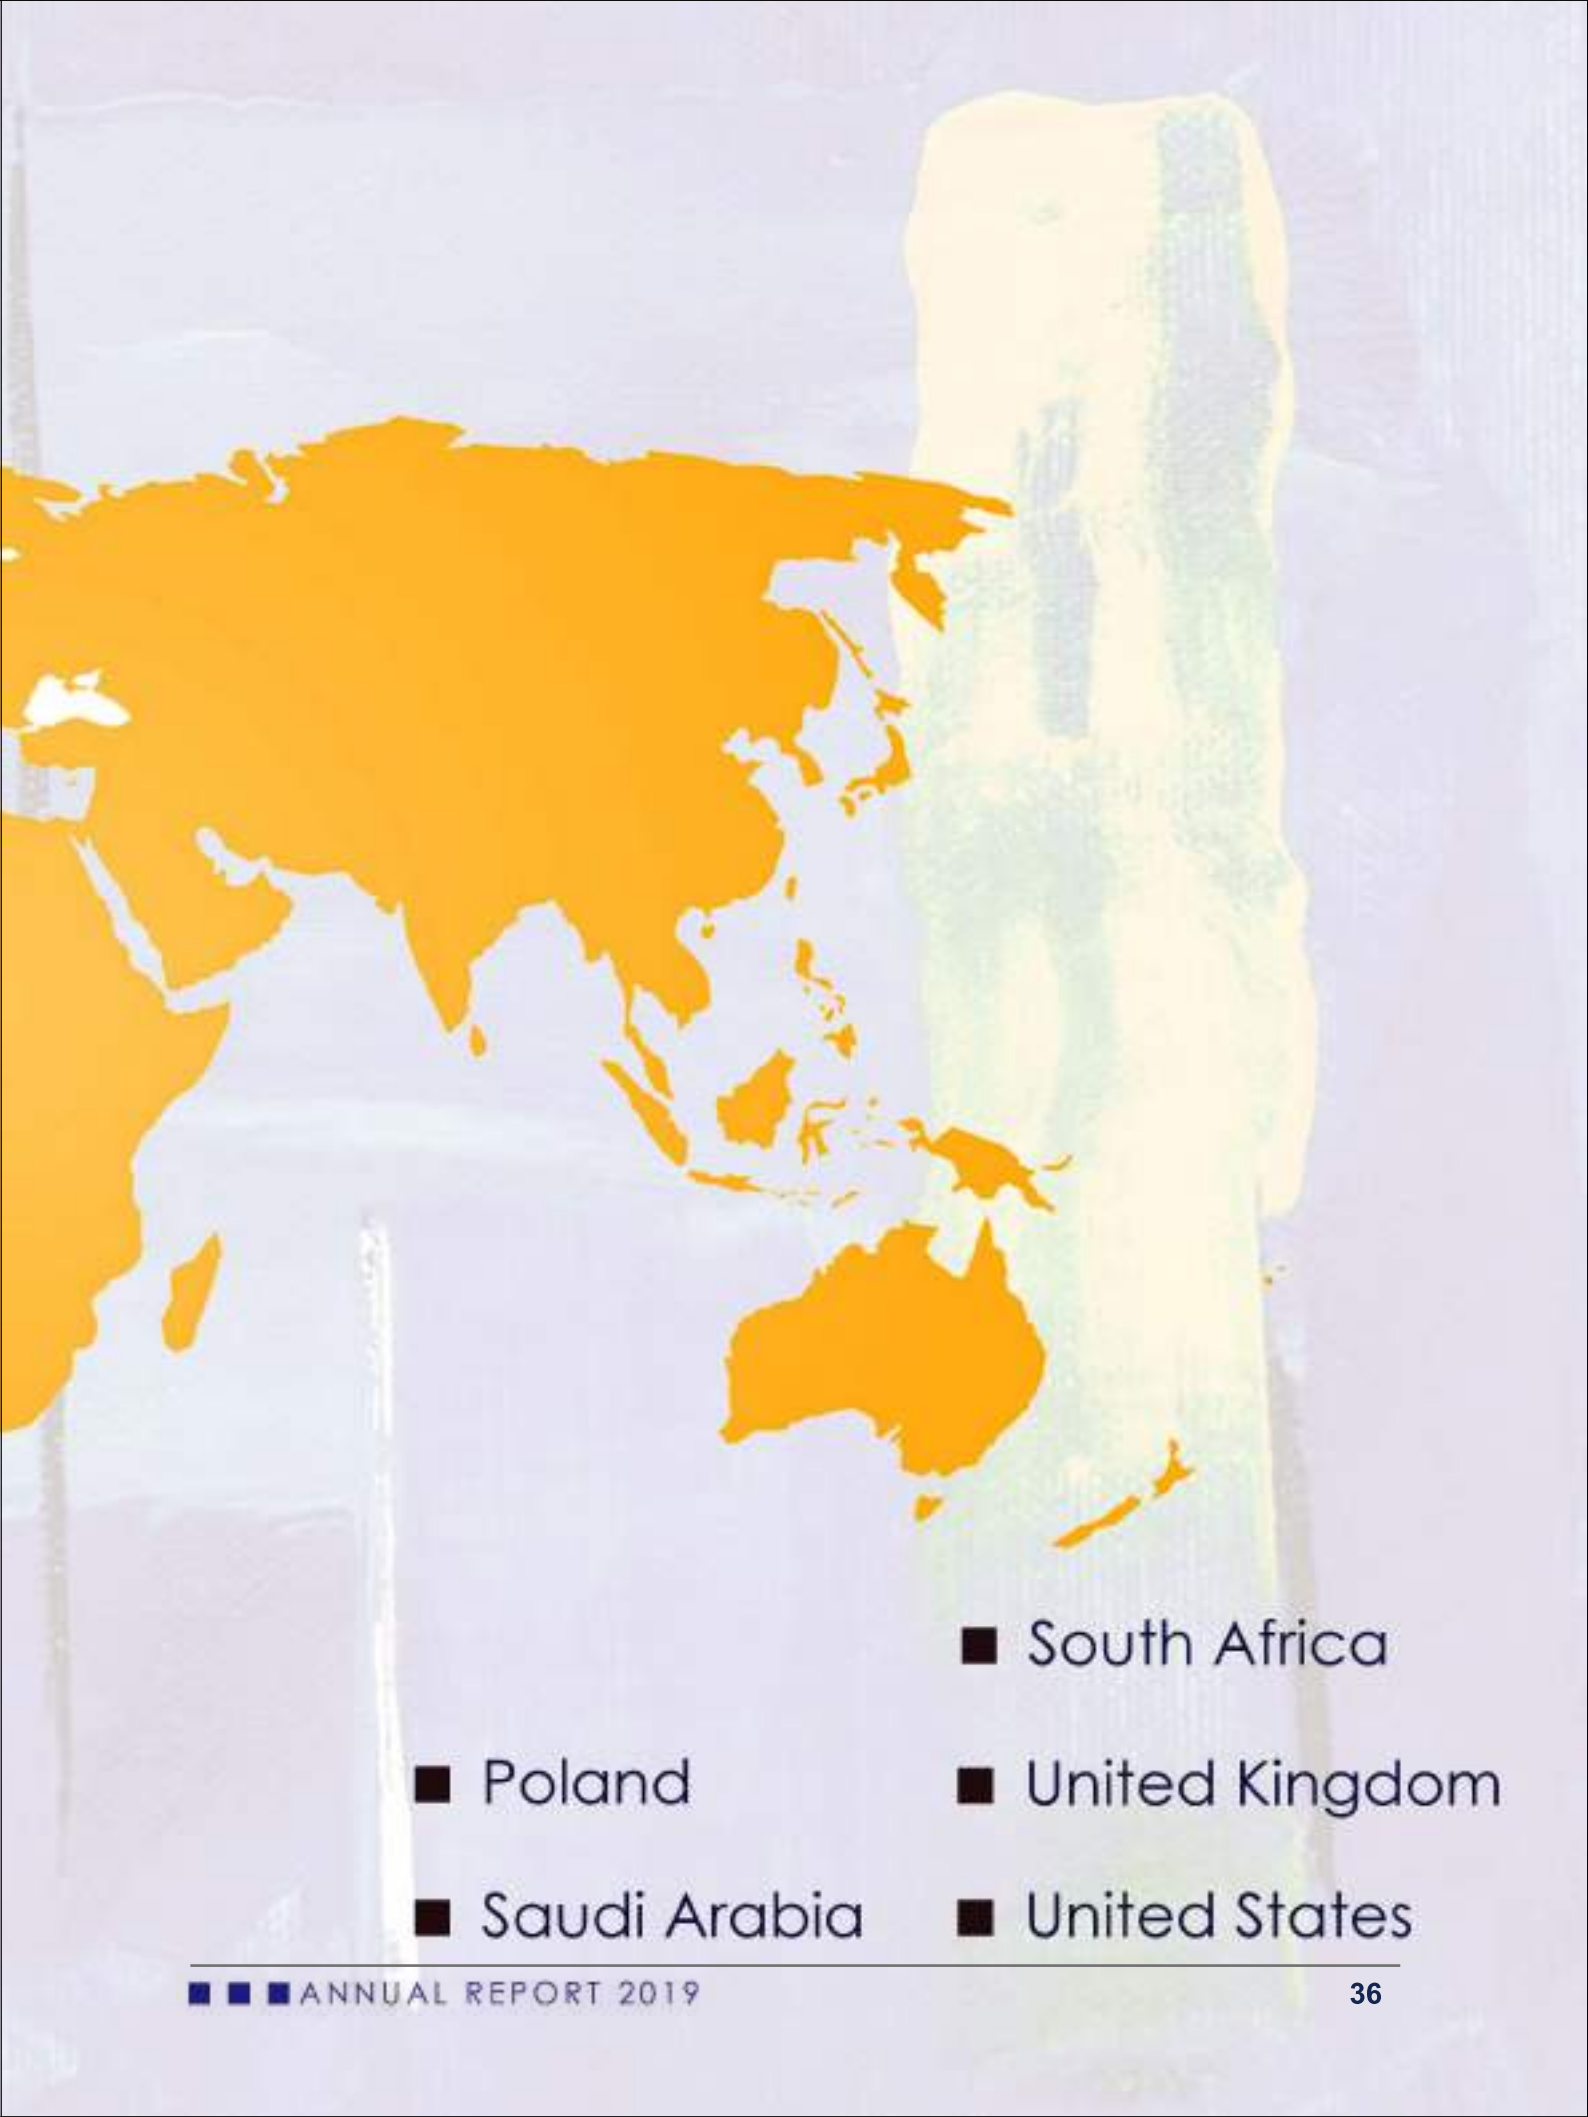 South Africa
Poland
United Kingdom
Saudi Arabia
United States
ANNUAL REPORT 2019
36